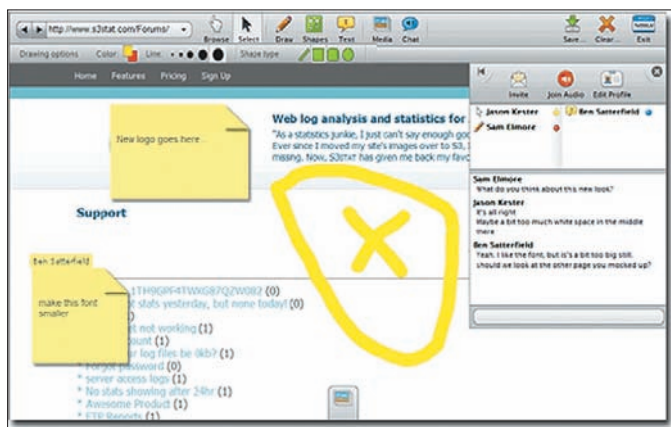 http://www.s3stat.com/Forums/
Browse Select Draw Shapes Text Media Chat
Save... Clear... Exit
Drawing options Color Line: Shape type
Home Features Pricing Sign Up
Invite Join Audio Edit Profile
Jason Kester Ben Satterfield
Sam Elmore
New logo goes here
Web log analysis and statistics for
"As a statistics junkie, I just can't say enough goo
Ever since I moved my site's images over to S3, I
missing. Now, S3STAT has given me back my favo
Sam Elmore
What do you think about this new look?
Jason Kester
It's all right
Maybe a bit too much white space in the middle
there
Ben Satterfield
Yeah, I like the font, but is's a bit too big still.
should we look at the other page you mocked up?
Support
Ben Satterfield
make this font
smaller
1TH9GPF4TWXG87QZW082 (0)
stats yesterday, but none today! (0)
(1)
not working (1)
ount (1)
ur log files be 0kb? (1)
* Forgot password (0)
* server access logs (1)
* No stats showing after 24hr (1)
* Awesome Product (1)
* FTP Reports (1)